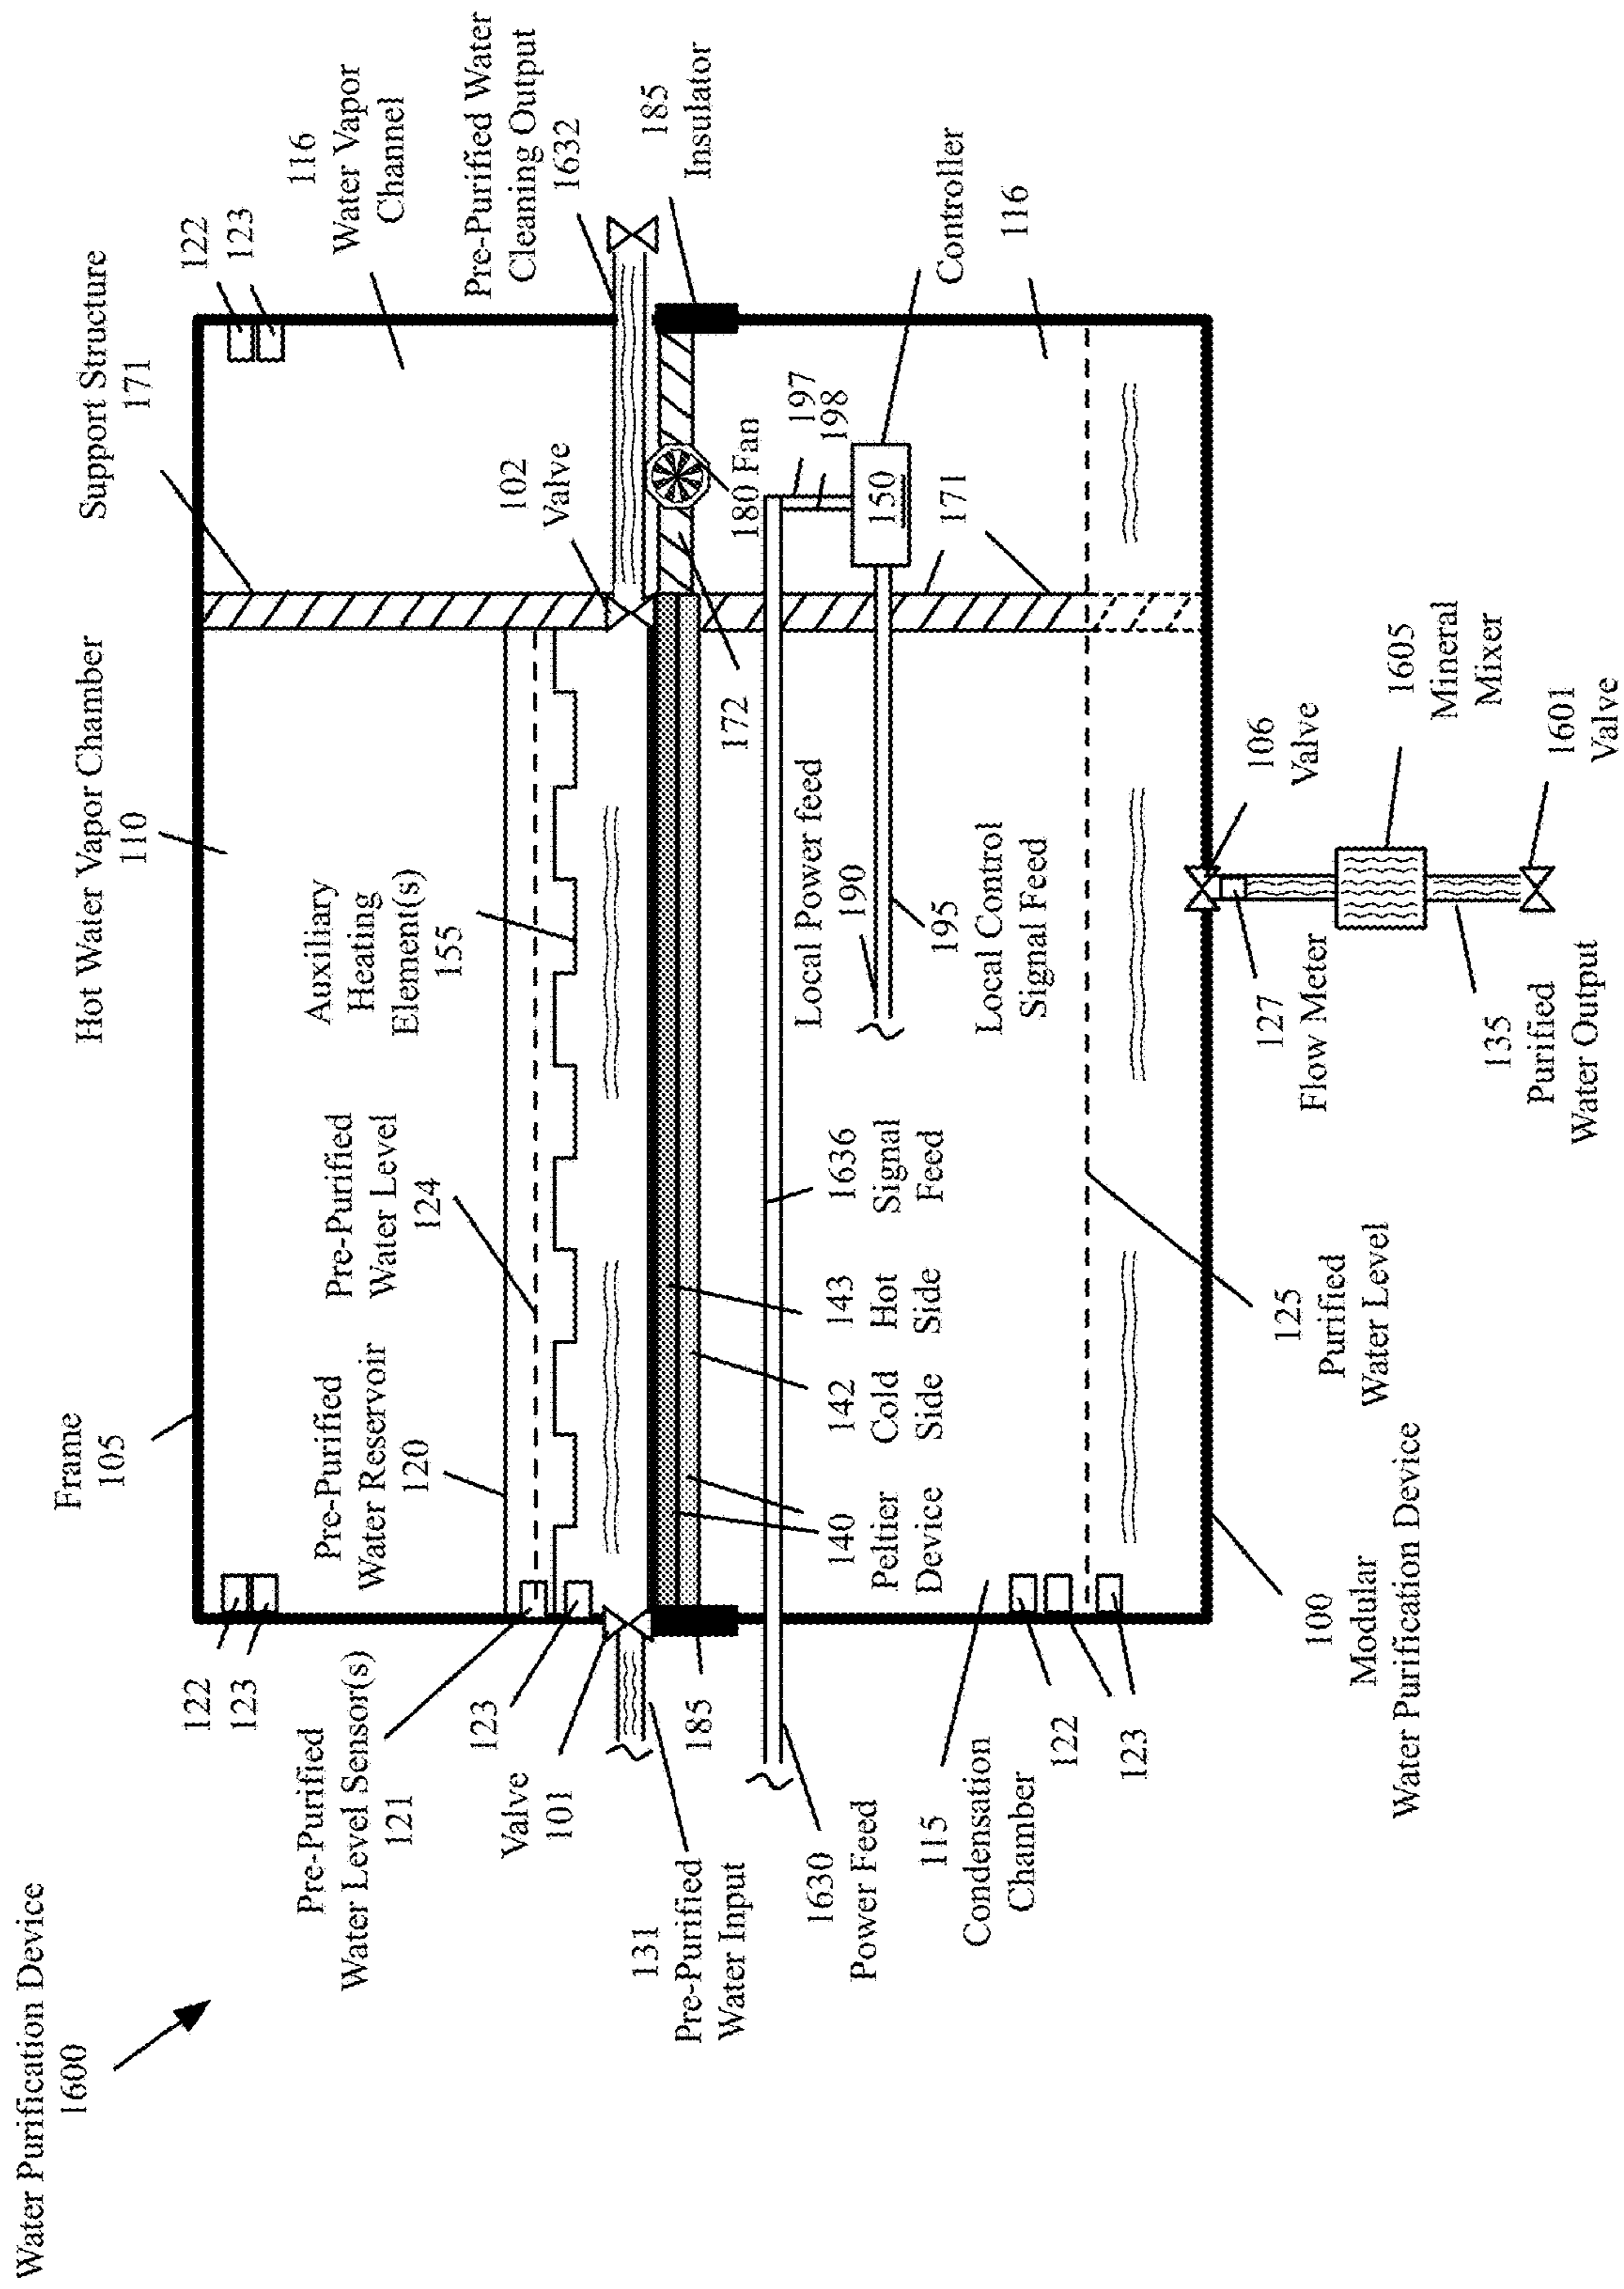 Water Purification Device
1600
Frame
105
Hot Water Vapor Chamber
110
Support Structure
171
122
123
116
Water Vapor
Channel
Pre-Purified Water
Cleaning Output
1632
185
Insulator
Controller
116
122
123
Pre-Purified
Water Level Sensor(s)
121
123
Valve
101
131
Pre-Purified
Water Input
185
1630
Power Feed
115
Condensation
Chamber
122
123
Pre-Purified
Water Reservoir
120
Pre-Purified
Water Level
124
Auxiliary
Heating
Element(s)
155
102
Valve
180 Fan
172
197
198
150
171
140
Peltier
Device
142
Cold
Side
143
Hot
Side
1636
Signal
Feed
Local Power feed
190
195
Local Control
Signal Feed
100
Modular
Water Purification Device
125
Purified
Water Level
127
Flow Meter
106
Valve
135
Purified
Water Output
1605
Mineral
Mixer
1601
Valve